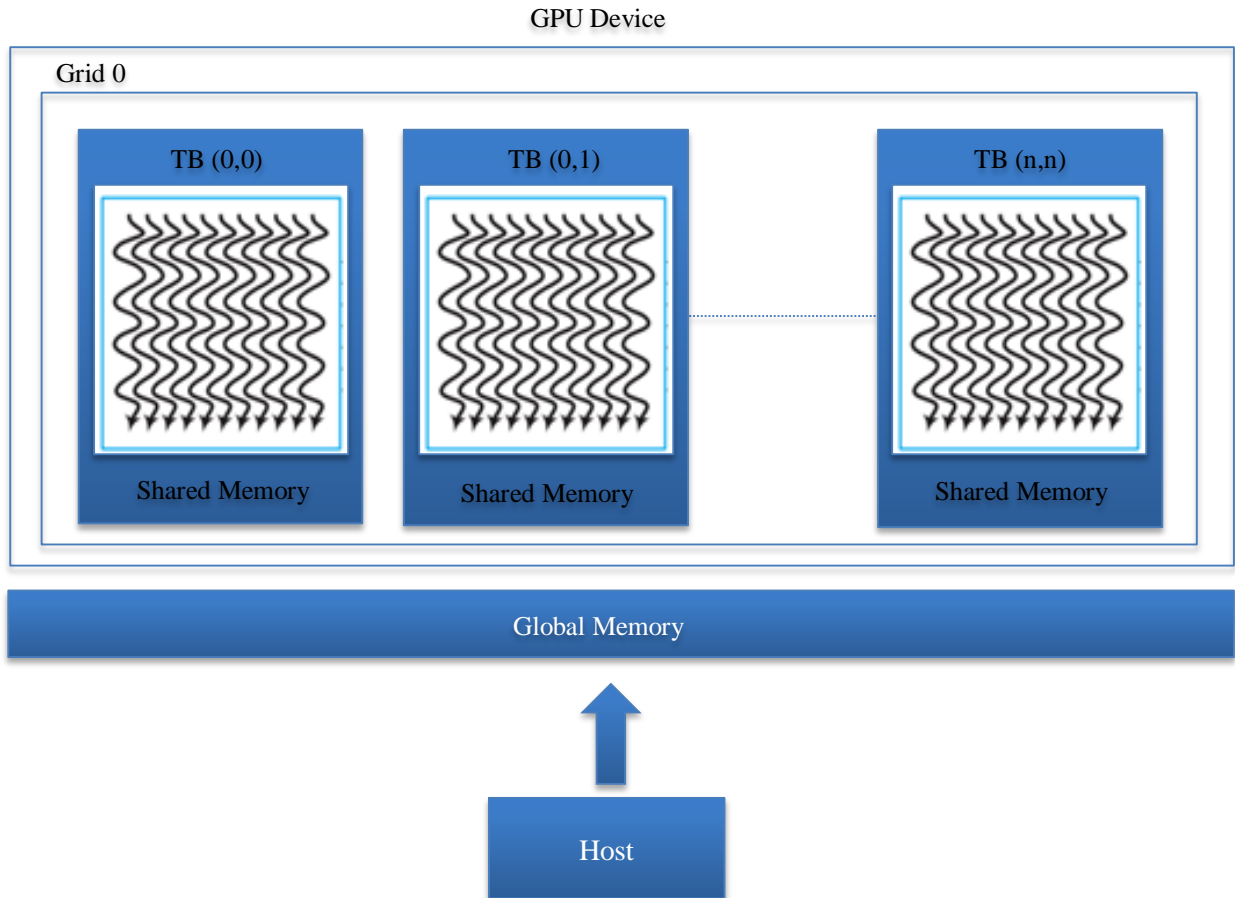 GPU Device
Grid 0
TB (0,0)
TB (0,1)
TB (n,n)
Shared Memory
Shared Memory
Shared Memory
Global Memory
Host